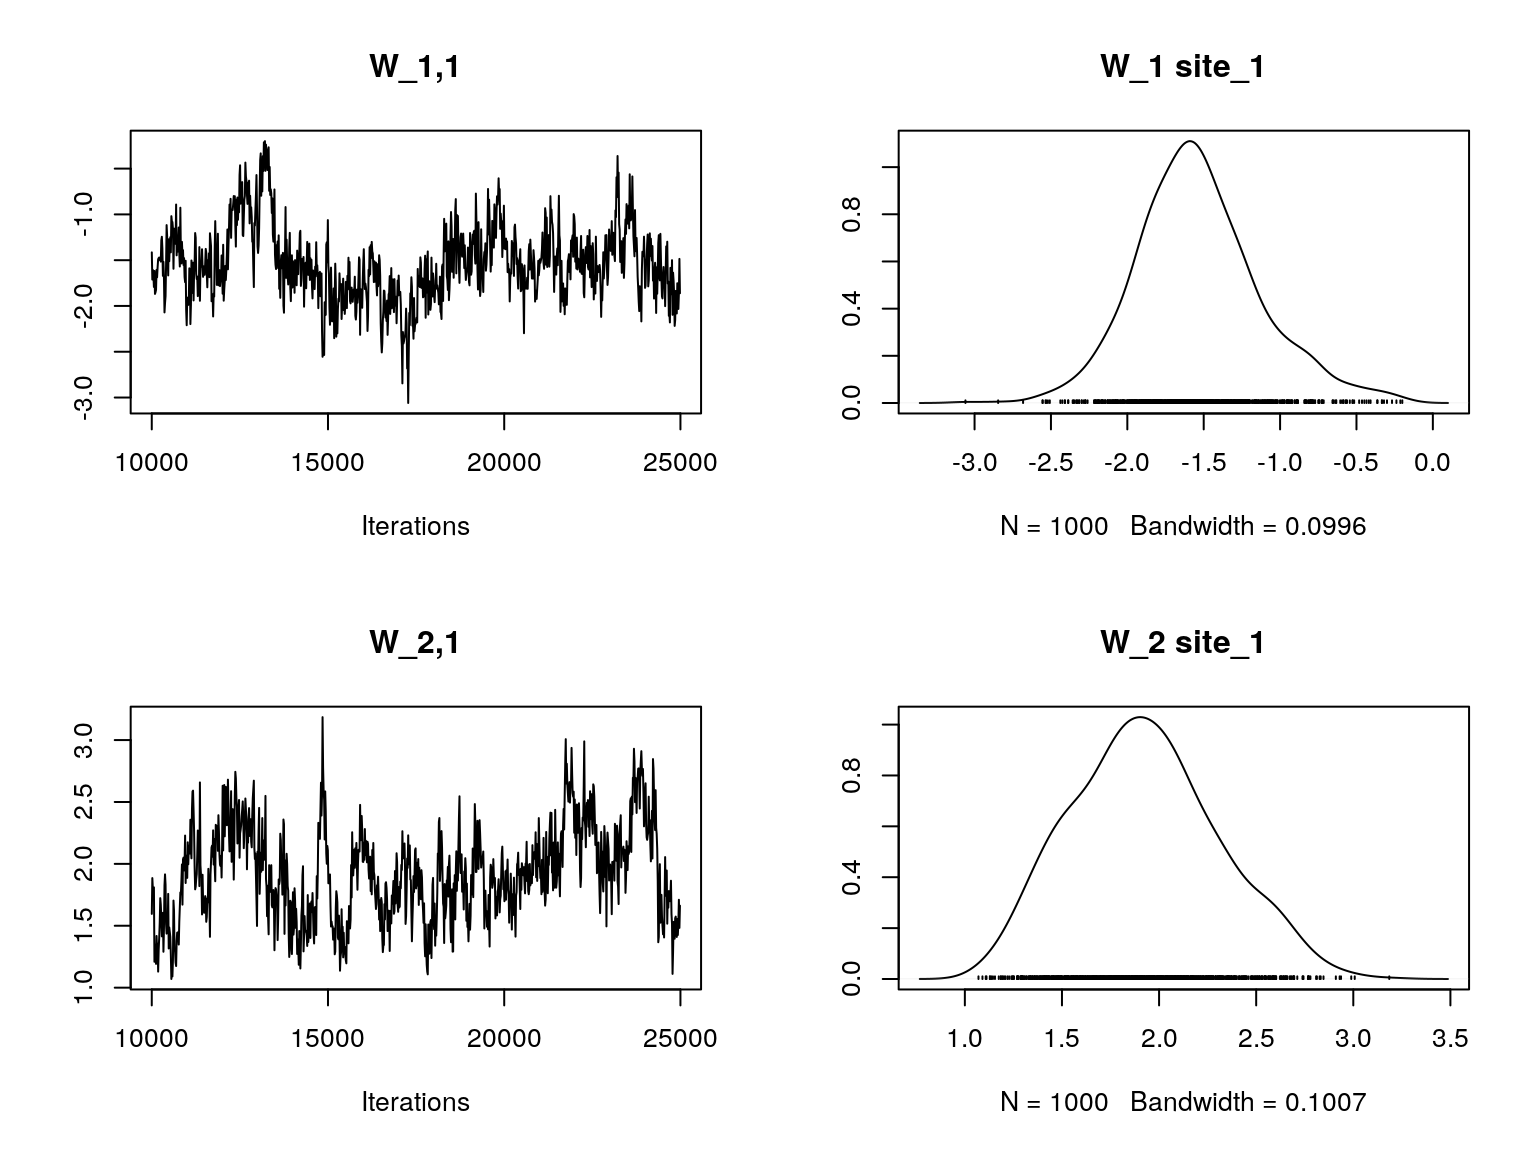 W_1,1
-1.0
-2.0
-3.0
10000 15000 20000 25000
Iterations
W_1 site_1
0.8
0.4
0.0
-3.0 -2.5 -2.0 -1.5 -1.0 -0.5 0.0
N = 1000 Bandwidth = 0.0996
W_2,1
3.0
2.5
2.0
1.5
1.0
10000 15000 20000 25000
Iterations
W_2 site_1
0.8
0.4
0.0
1.0 1.5 2.0 2.5 3.0 3.5
N = 1000 Bandwidth = 0.1007